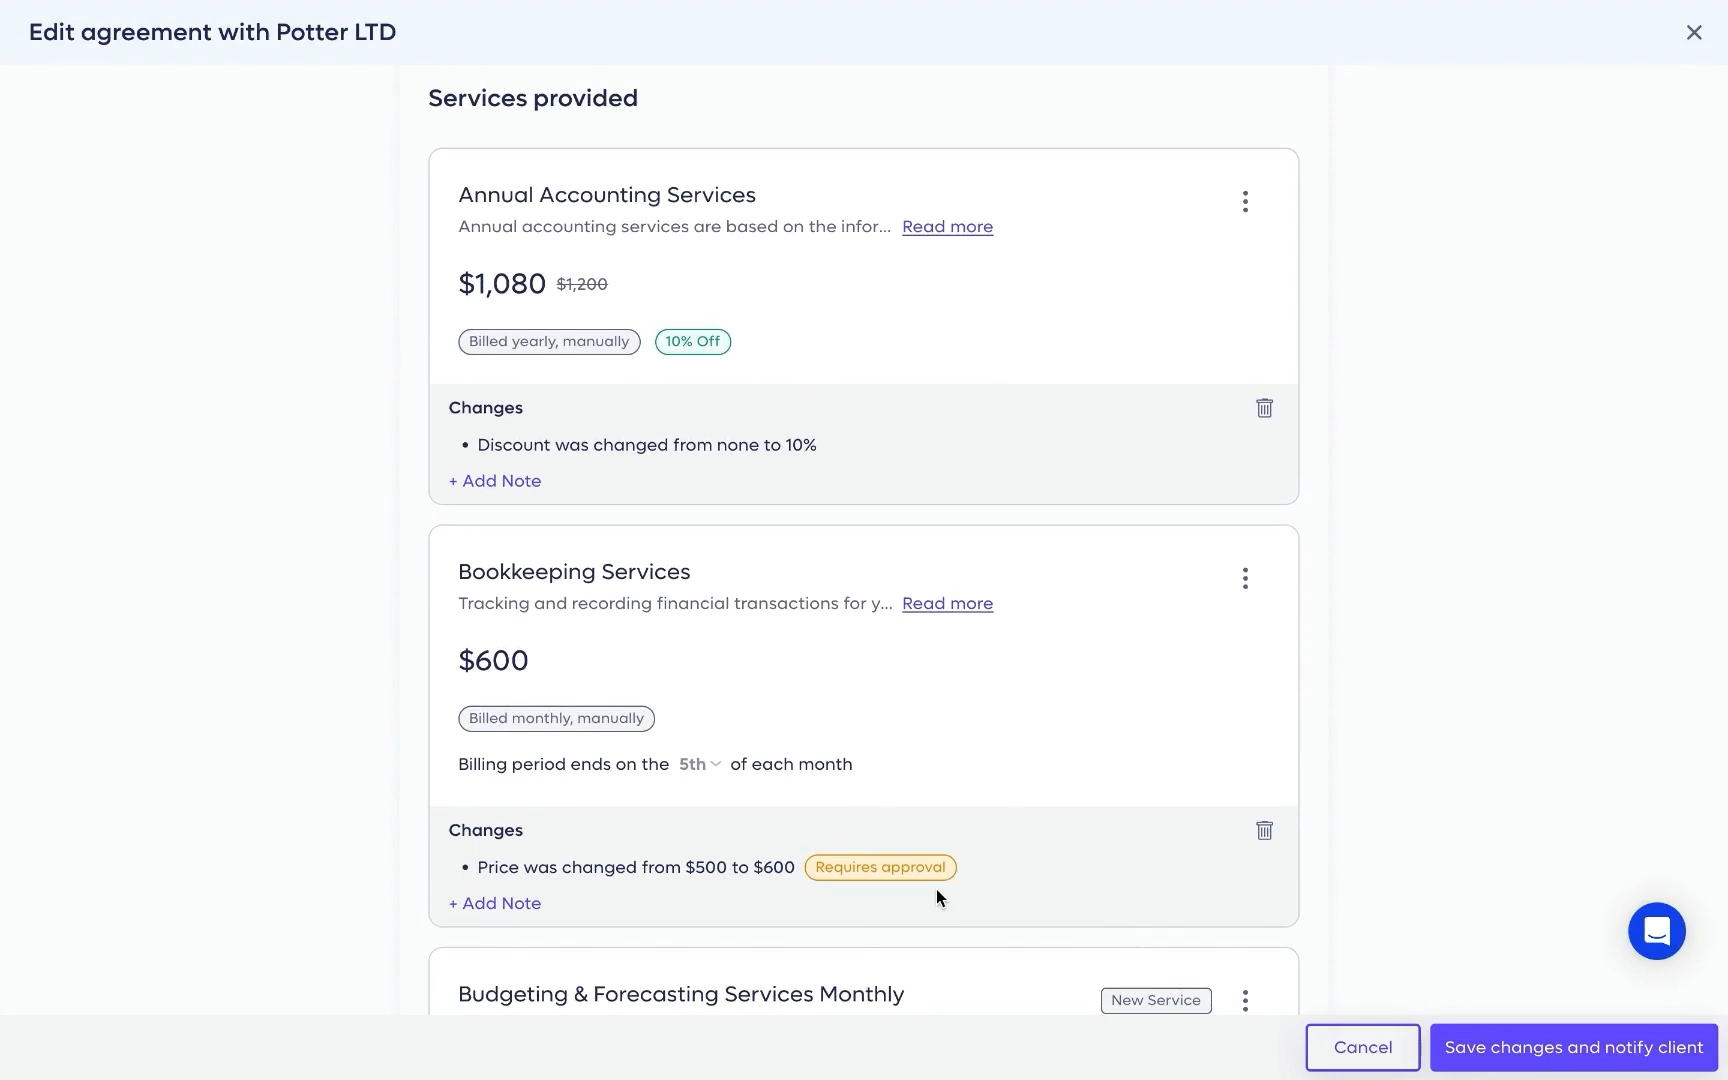 Edit agreement with Potter LTD
Services provided
Annual Accounting Services
Annual accounting services are based on the infor... Read more
$1,080 $1,200
Billed yearly, manually 10% Off
Changes
• Discount was changed from none to 10%
+ Add Note
Bookkeeping Services
Tracking and recording financial transactions for y... Read more
$600
Billed monthly, manually
Billing period ends on the 5th of each month
Changes
• Price was changed from $500 to $600 Requires approval
+ Add Note
Budgeting & Forecasting Services Monthly New Service
Cancel Save changes and notify client